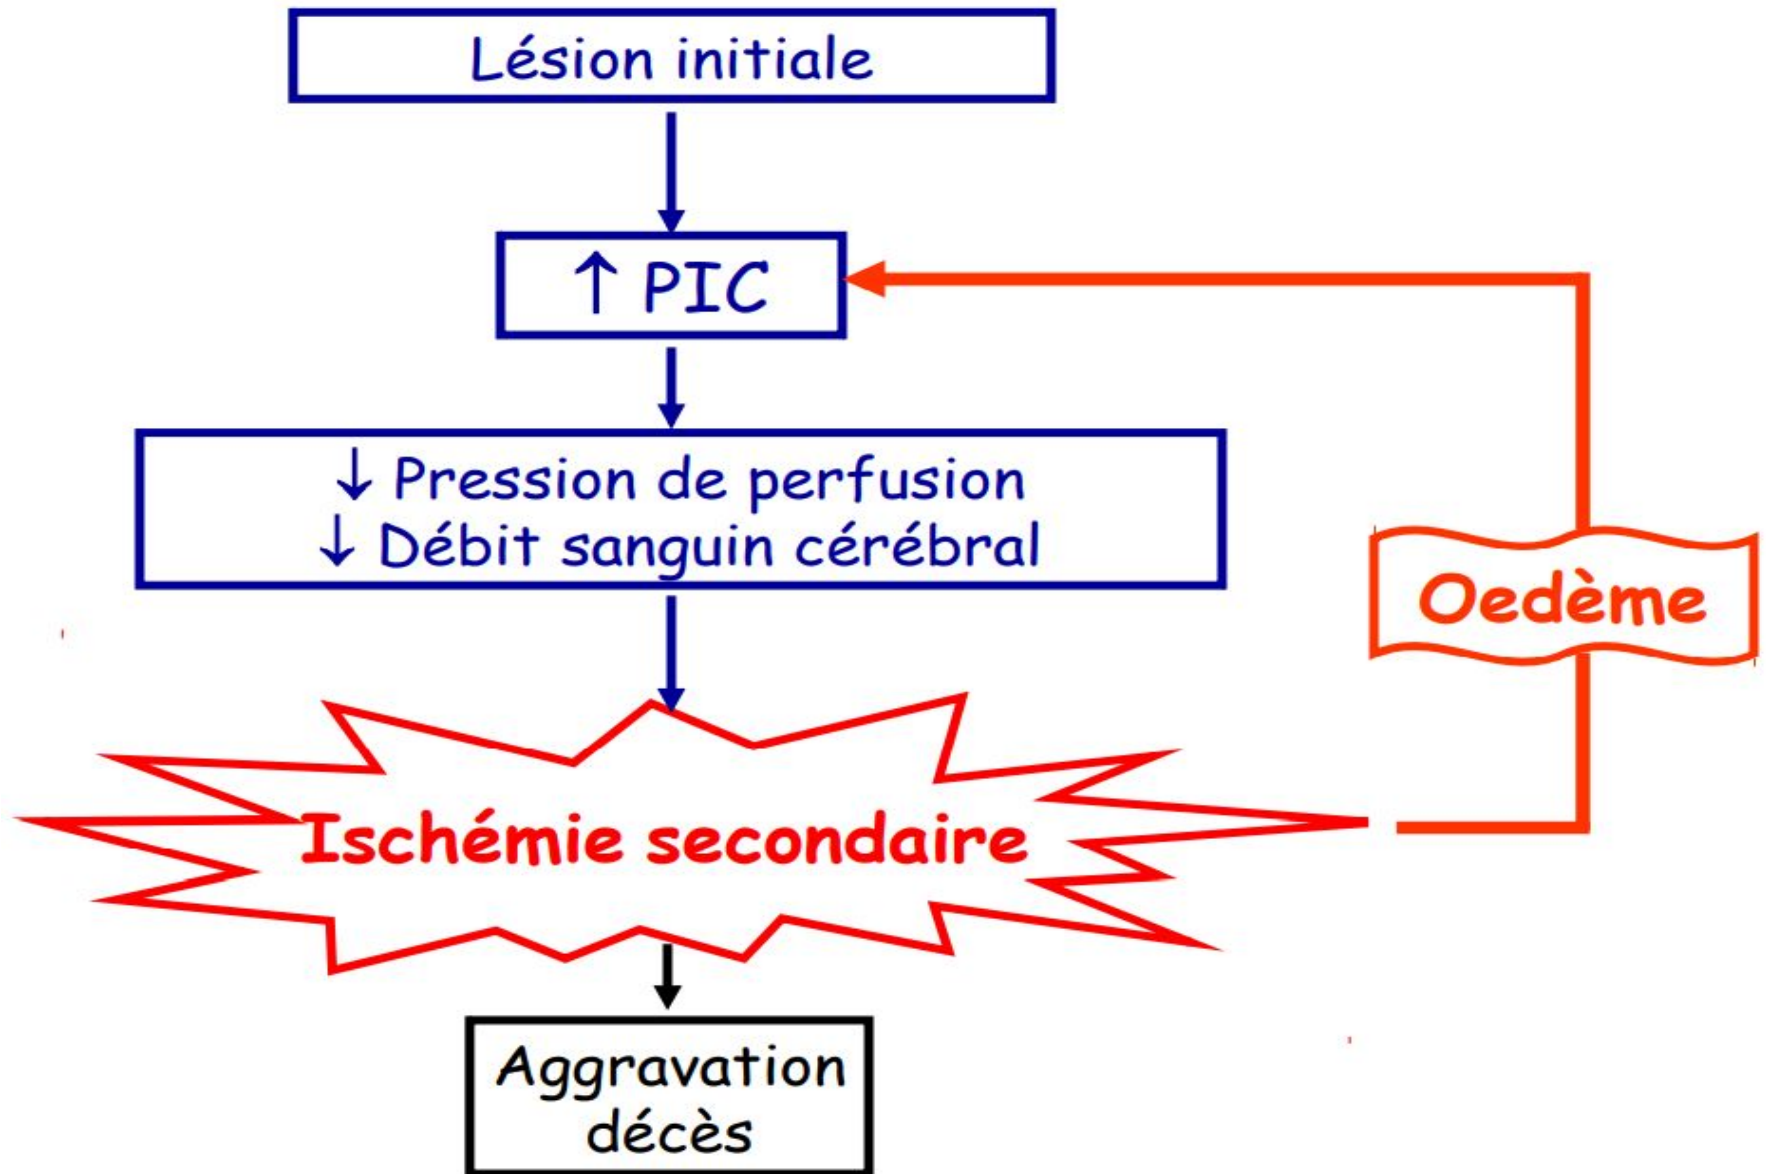 Lésion initiale
↑ PIC
↓ Pression de perfusion
↓ Débit sanguin cérébral
Oedème
Ischémie secondaire
Aggravation
décès